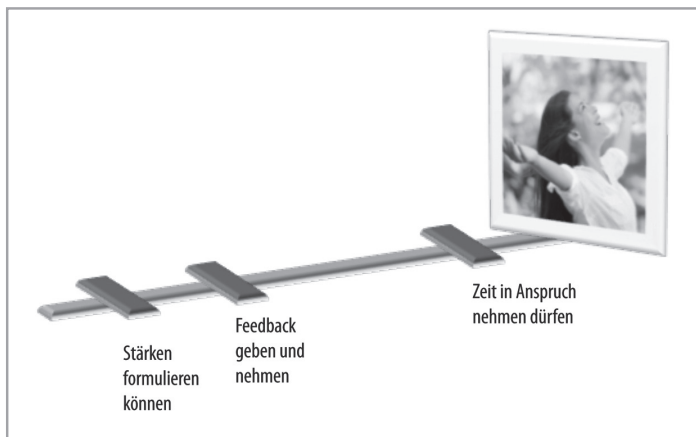 Stärken
formulieren
können
Feedback
geben und
nehmen
Zeit in Anspruch
nehmen dürfen